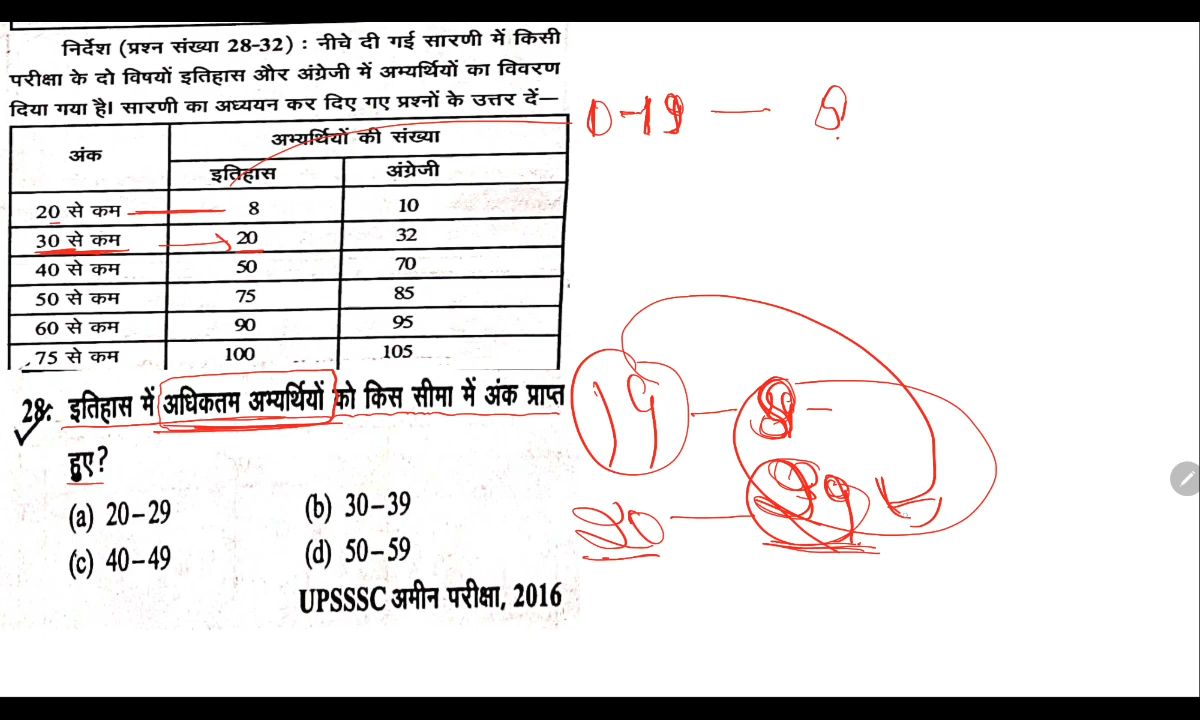 निर्देश (प्रश्न संख्या 28-32) : नीचे दी गई सारणी में किसी
परीक्षा के दो विषयों इतिहास और अंग्रेजी में अभ्यर्थियों का विवरण
दिया गया है। सारणी का अध्ययन कर दिए गए प्रश्नों के उत्तर दें—
अंक अभ्यर्थियों की संख्या
इतिहास अंग्रेजी
20 से कम 8 10
30 से कम 20 32
40 से कम 50 70
50 से कम 75 85
60 से कम 90 95
75 से कम 100 105
28. इतिहास में अधिकतम अभ्यर्थियों को किस सीमा में अंक प्राप्त
हुए?
(a) 20–29 (b) 30–39
(c) 40–49 (d) 50–59
UPSSSC अमीन परीक्षा, 2016
0-19 — 8
19 —
20 —